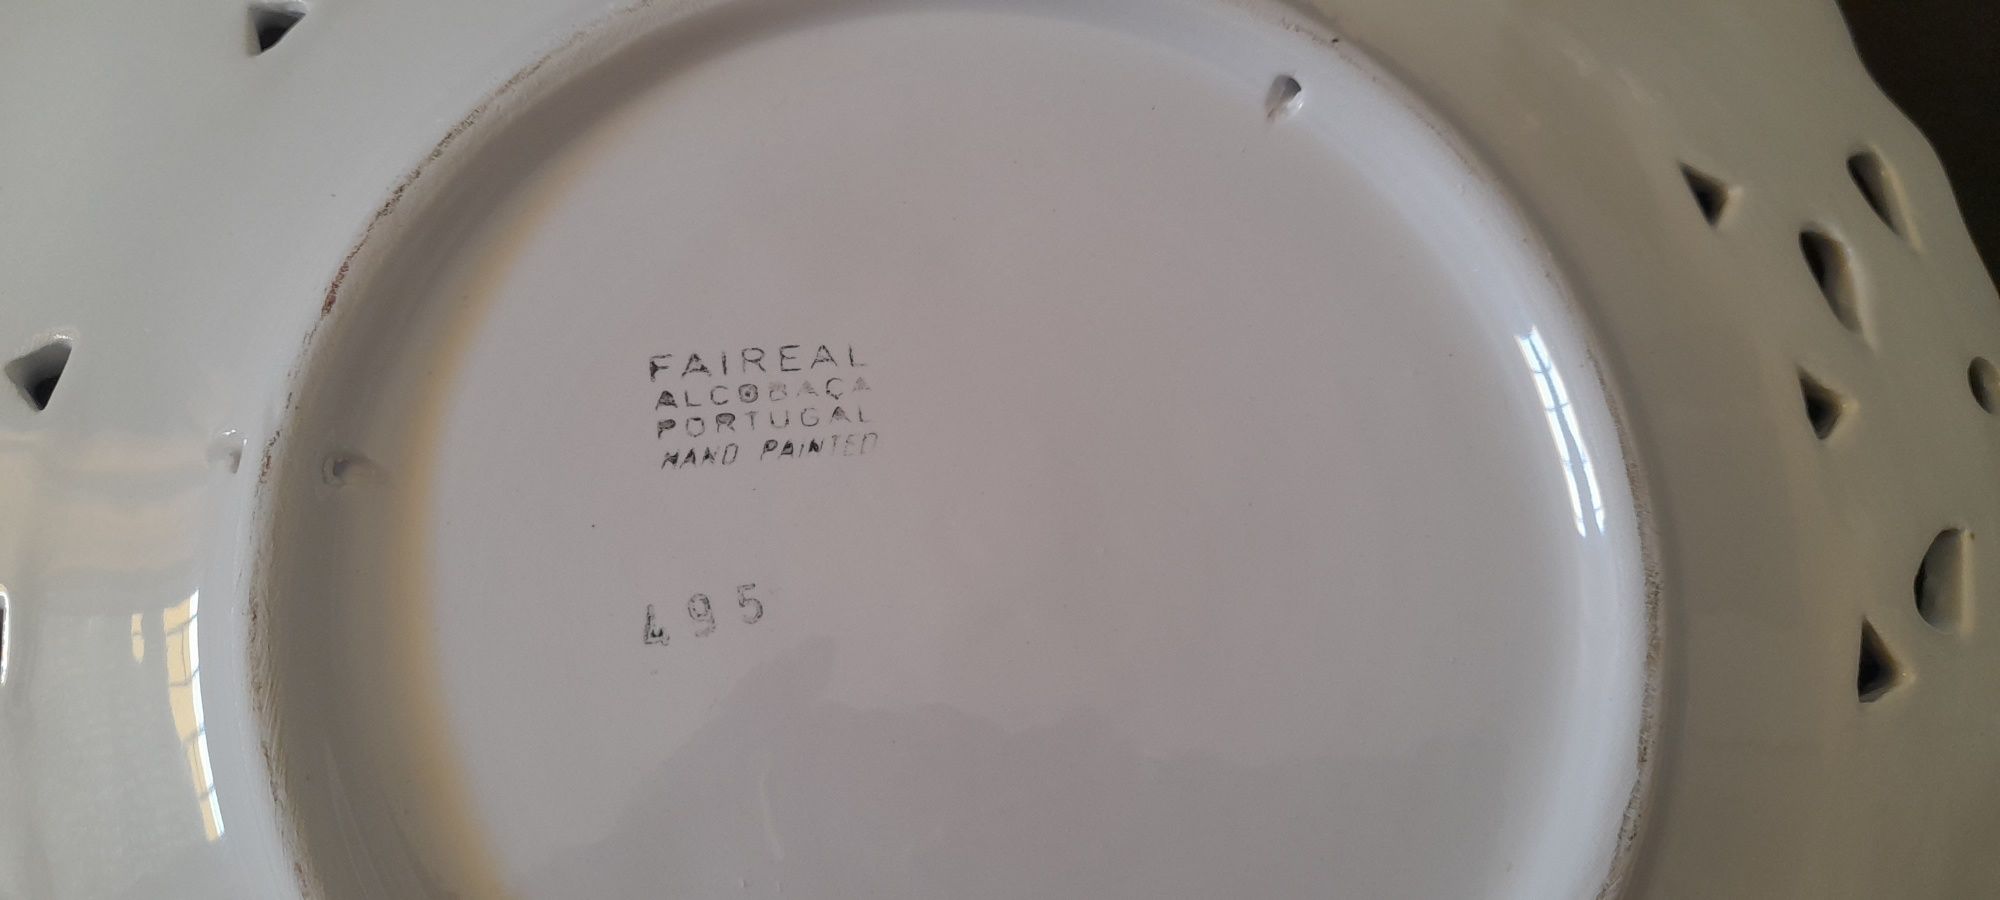 FAIREAL
ALCOBAÇA
PORTUGAL
HAND PAINTED
495